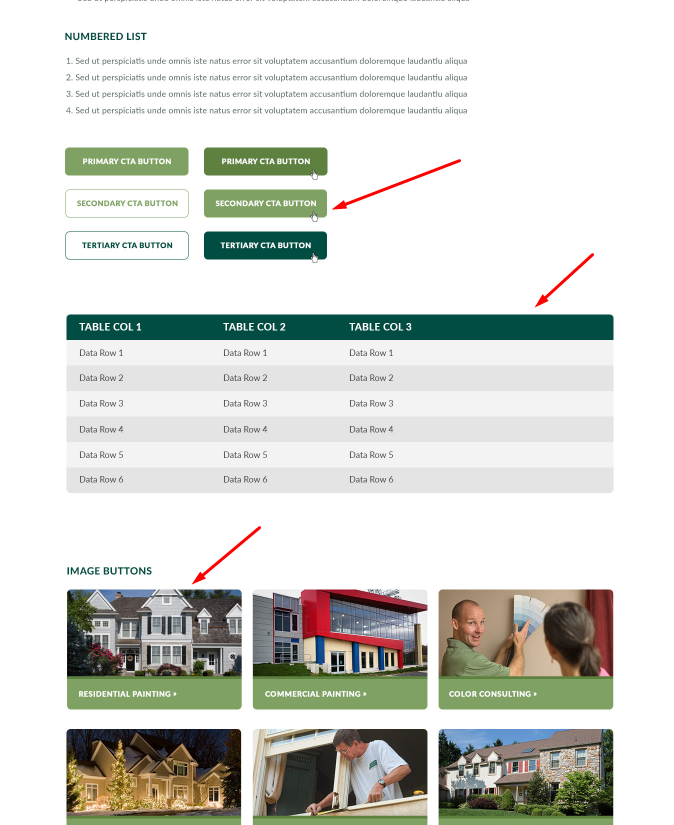 Sed ut perspiciatis unde omnis iste natus error sit voluptatem accusantium doloremque laudantiu aliqua
NUMBERED LIST
1. Sed ut perspiciatis unde omnis iste natus error sit voluptatem accusantium doloremque laudantiu aliqua
2. Sed ut perspiciatis unde omnis iste natus error sit voluptatem accusantium doloremque laudantiu aliqua
3. Sed ut perspiciatis unde omnis iste natus error sit voluptatem accusantium doloremque laudantiu aliqua
4. Sed ut perspiciatis unde omnis iste natus error sit voluptatem accusantium doloremque laudantiu aliqua
PRIMARY CTA BUTTON PRIMARY CTA BUTTON
SECONDARY CTA BUTTON SECONDARY CTA BUTTON
TERTIARY CTA BUTTON TERTIARY CTA BUTTON
TABLE COL 1 TABLE COL 2 TABLE COL 3
Data Row 1 Data Row 1 Data Row 1
Data Row 2 Data Row 2 Data Row 2
Data Row 3 Data Row 3 Data Row 3
Data Row 4 Data Row 4 Data Row 4
Data Row 5 Data Row 5 Data Row 5
Data Row 6 Data Row 6 Data Row 6
IMAGE BUTTONS
RESIDENTIAL PAINTING COMMERCIAL PAINTING COLOR CONSULTING